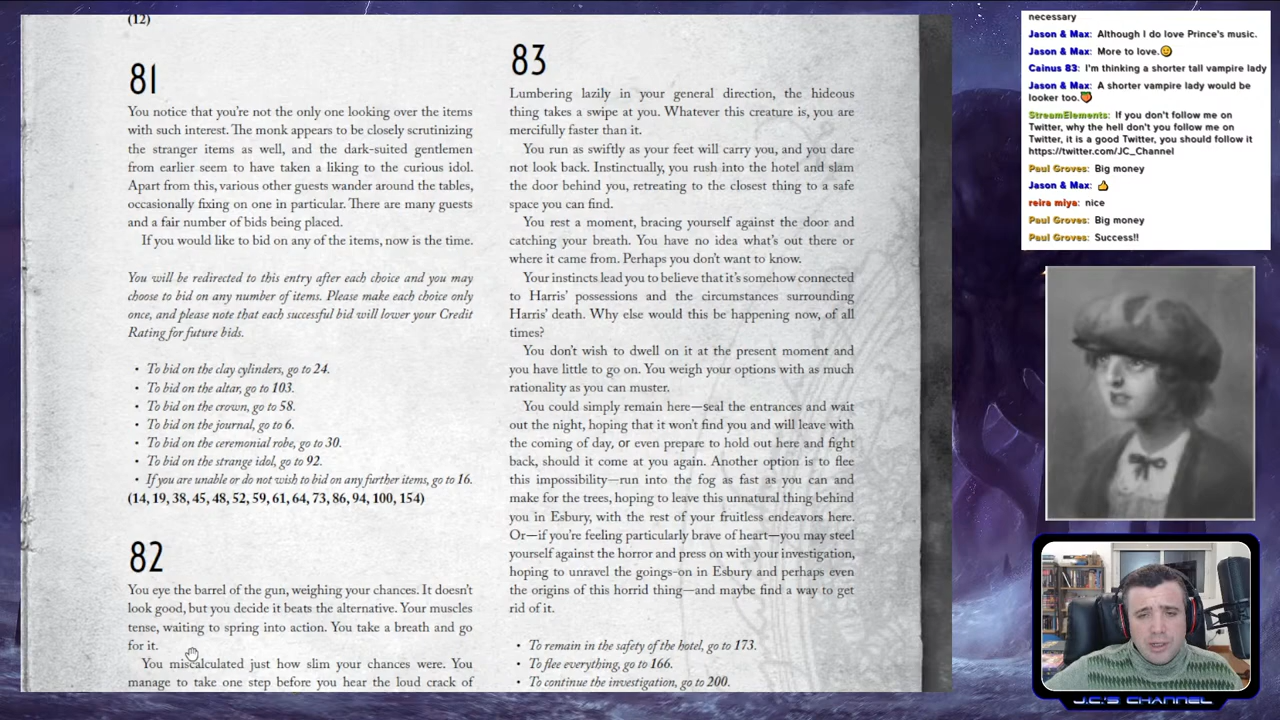 (12)
81
You notice that you're not the only one looking over the items
with such interest. The monk appears to be closely scrutinizing
the stranger items as well, and the dark-suited gentleman
from earlier seem to have taken a liking to the queer idol.
Apart from this, various other guests wander around the tables,
occasionally fixing on one in particular. There are many guests
and a fair number of bids being placed.
If you would like to bid on any of the items, now is the time.
You will be redirected to this entry after each choice and you may
choose to bid on any number of items. Please make each choice only
once, and please note that each successful bid will lower your Credit
Rating for future bids.
• To bid on the clay cylinders, go to 24.
• To bid on the altar, go to 103.
• To bid on the crown, go to 58.
• To bid on the journal, go to 6.
• To bid on the ceremonial robe, go to 30.
• To bid on the strange idol, go to 92.
• If you are unable or do not wish to bid on any further items, go to 16.
(14, 19, 38, 45, 48, 52, 59, 61, 64, 73, 86, 94, 100, 154)
82
You eye the barrel of the gun, weighing your chances. It doesn't
look good, but you decide it beats the alternative. Your muscles
tense, waiting to spring into action. You take a breath and go
for it.
You miscalculated just how slim your chances were. You
manage to take one step before you hear the loud crack of
83
Lumbering lazily in your general direction, the hideous
thing takes a swipe at you. Whatever this creature is, you are
mercifully faster than it.
You run as swiftly as your feet will carry you, and you dare
not look back. Instinctually, you rush into the hotel and slam
the door behind you, retreating to the closest thing to a safe
space you can find.
You rest a moment, bracing yourself against the door and
catching your breath. You have no idea what's out there or
where it came from. Perhaps you don't want to know.
Your instincts lead you to believe that it's somehow connected
to Harris' possessions and the circumstances surrounding
Harris' death. Why else would this be happening now, of all
times?
You don't wish to dwell on it at the present moment and
you have little to go on. You weigh your options with as much
rationality as you can muster.
You could simply remain here—seal the entrances and wait
out the night, hoping that it won't find you and will leave with
the coming of day, or even prepare to hold out here and fight
back, should it come at you again. Another option is to flee
this impossibility—run into the fog as fast as you can and
make for the trees, hoping to leave this unnatural thing behind
you in Esbury, with the rest of your fruitless endeavors here.
Or—if you're feeling particularly brave of heart—you may steel
yourself against the horror and press on with your investigation,
hoping to unravel the goings-on in Esbury and perhaps even
the origins of this horrid thing—and maybe find a way to get
rid of it.
• To remain in the safety of the hotel, go to 173.
• To flee everything, go to 166.
• To continue the investigation, go to 200.
necessary
Jason & Max: Although I do love Prince's music.
Jason & Max: More to love.
Cainus 83: I'm thinking a shorter tall vampire lady
Jason & Max: A shorter vampire lady would be
looker too.
StreamElements: If you don't follow me on
Twitter, why the hell don't you follow me on
Twitter, it is a good Twitter, you should follow it
https://twitter.com/JC_Channel
Paul Groves: Big money
Jason & Max:
reira miya: nice
Paul Groves: Big money
Paul Groves: Success!!
J.C.'S CHANNEL